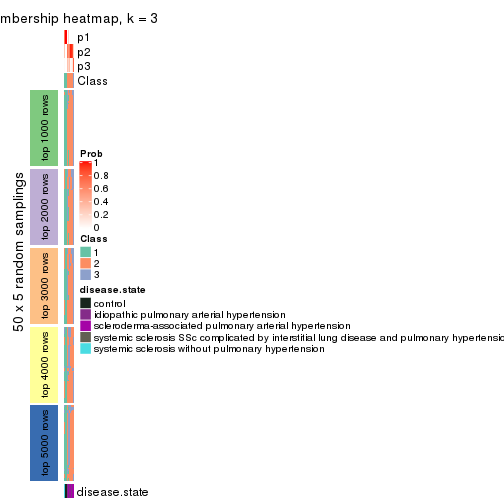 mbership heatmap, k = 3
p1
p2
p3
Class
50 x 5 random samplings
top 1000 rows
top 2000 rows
top 3000 rows
top 4000 rows
top 5000 rows
Prob
1
0.8
0.6
0.4
0.2
0
Class
1
2
3
disease.state
control
idiopathic pulmonary arterial hypertension
scleroderma-associated pulmonary arterial hypertension
systemic sclerosis SSc complicated by interstitial lung disease and pulmonary hypertensio
systemic sclerosis without pulmonary hypertension
disease.state